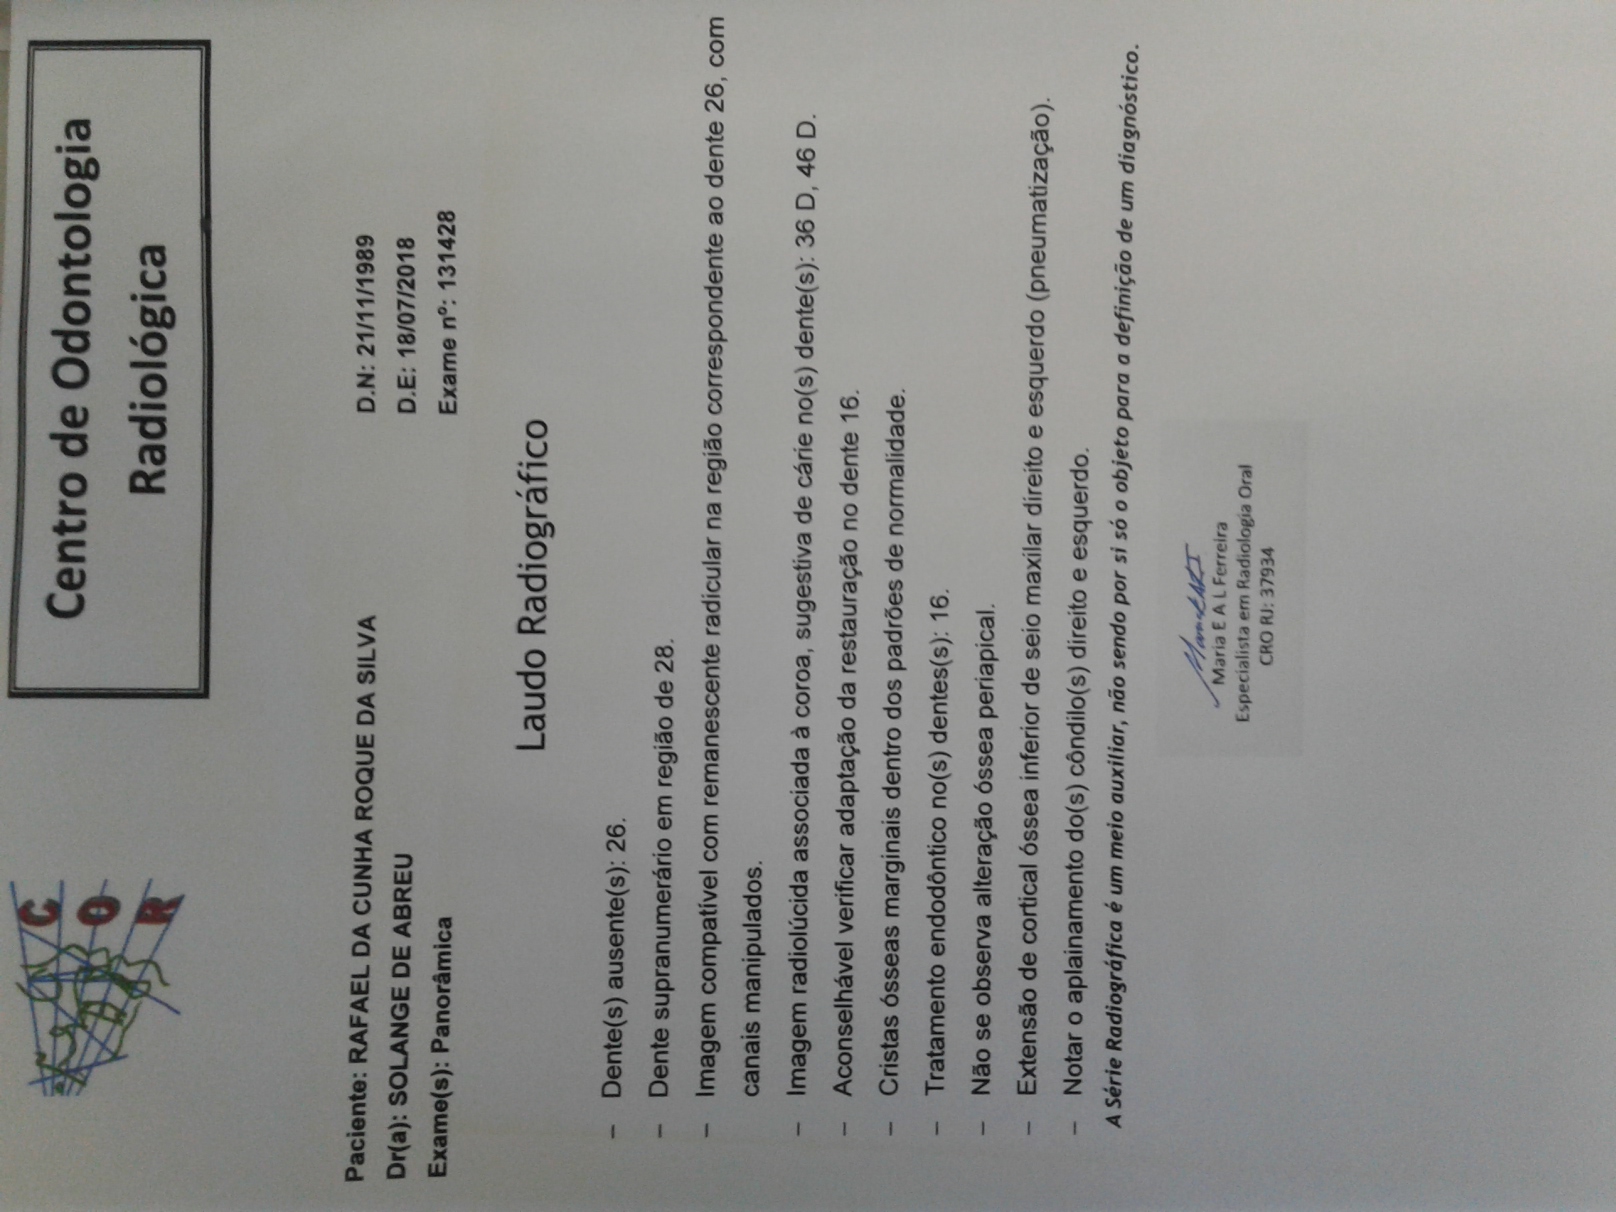 C
O
R
Centro de Odontologia
Radiológica
Paciente: RAFAEL DA CUNHA ROQUE DA SILVA D.N: 21/11/1989
Dr(a): SOLANGE DE ABREU D.E: 18/07/2018
Exame(s): Panorâmica Exame nº: 131428
Laudo Radiográfico
– Dente(s) ausente(s): 26.
– Dente supranumerário em região de 28.
– Imagem compatível com remanescente radicular na região correspondente ao dente 26, com
canais manipulados.
– Imagem radiolúcida associada à coroa, sugestiva de cárie no(s) dente(s): 36 D, 46 D.
– Aconselhável verificar adaptação da restauração no dente 16.
– Cristas ósseas marginais dentro dos padrões de normalidade.
– Tratamento endodôntico no(s) dentes(s): 16.
– Não se observa alteração óssea periapical.
– Extensão de cortical óssea inferior de seio maxilar direito e esquerdo (pneumatização).
– Notar o aplainamento do(s) côndilo(s) direito e esquerdo.
A Série Radiográfica é um meio auxiliar, não sendo por si só o objeto para a definição de um diagnóstico.
Maria E A L Ferreira
Especialista em Radiologia Oral
CRO RJ: 37934